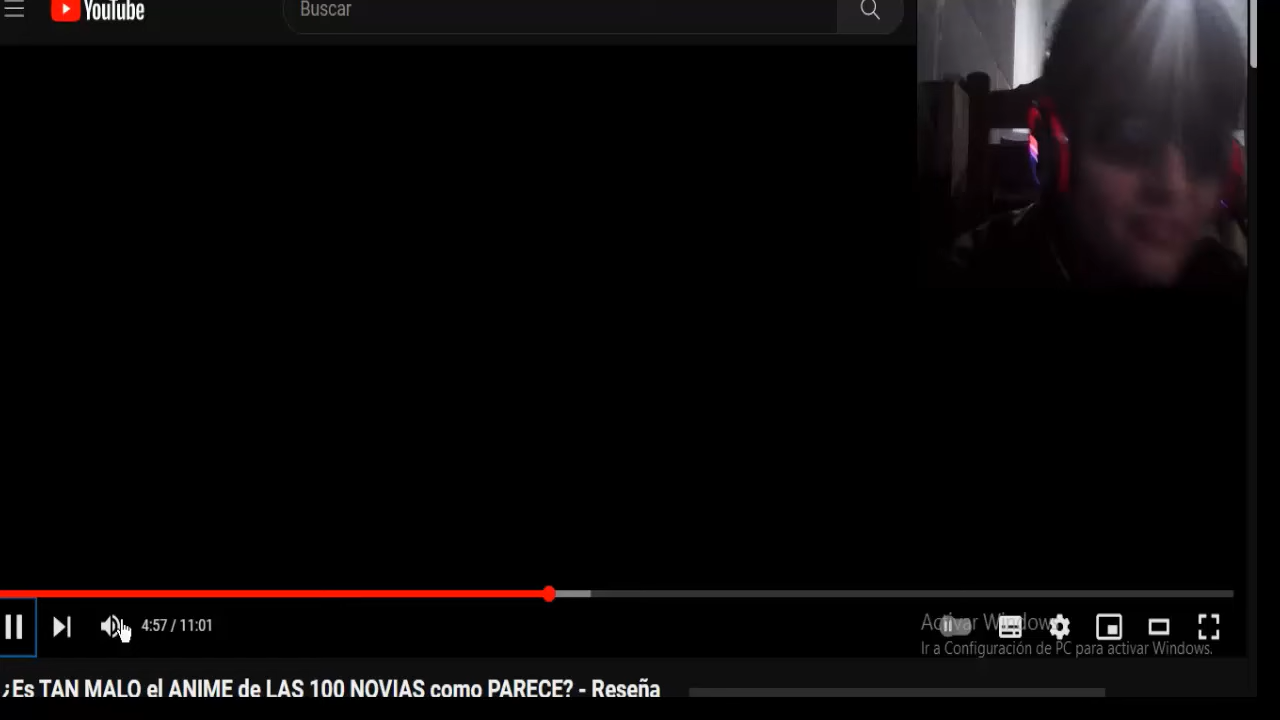 YouTube
Buscar
4:57 / 11:01
Activar Windows
Ir a Configuración de PC para activar Windows.
¿Es TAN MALO el ANIME de LAS 100 NOVIAS como PARECE? - Reseña